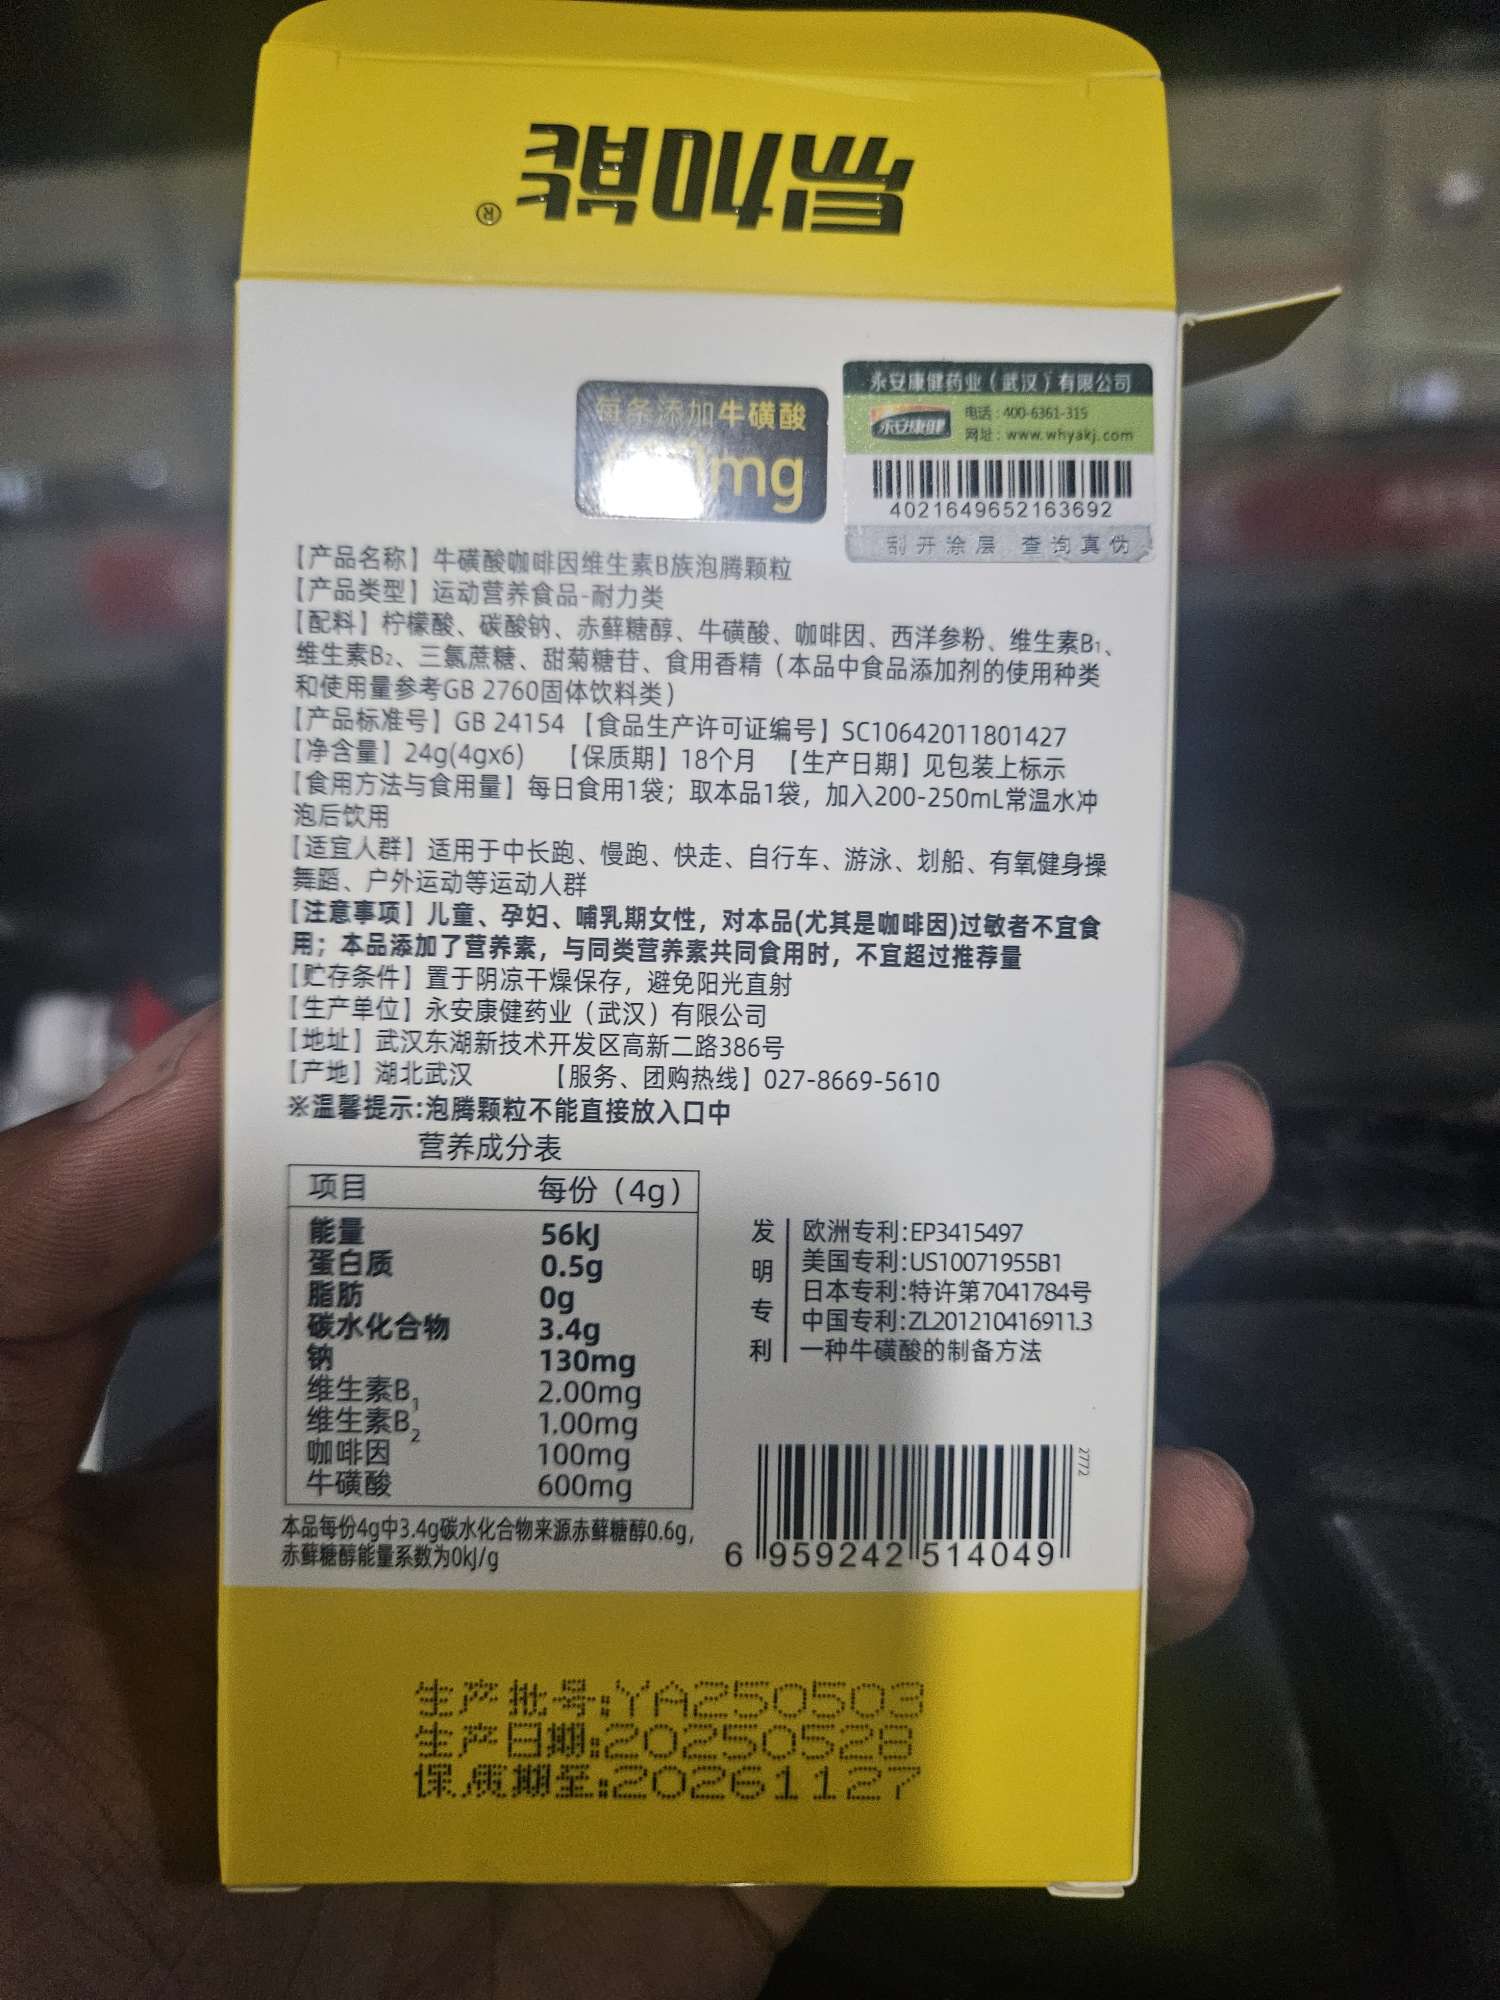 易加能®
永安康健药业（武汉）有限公司
永安康健
电话：400-6361-315
网址：www.whyakj.com
4021649652163692
刮开涂层 查询真伪
每条添加牛磺酸
mg
【产品名称】牛磺酸咖啡因维生素B族泡腾颗粒
【产品类型】运动营养食品-耐力类
【配料】柠檬酸、碳酸钠、赤藓糖醇、牛磺酸、咖啡因、西洋参粉、维生素B₁、
维生素B₂、三氯蔗糖、甜菊糖苷、食用香精（本品中食品添加剂的使用种类
和使用量参考GB 2760固体饮料类）
【产品标准号】GB 24154 【食品生产许可证编号】SC10642011801427
【净含量】24g(4gx6) 【保质期】18个月 【生产日期】见包装上标示
【食用方法与食用量】每日食用1袋；取本品1袋，加入200-250mL常温水冲
泡后饮用
【适宜人群】适用于中长跑、慢跑、快走、自行车、游泳、划船、有氧健身操
舞蹈、户外运动等运动人群
【注意事项】儿童、孕妇、哺乳期女性，对本品(尤其是咖啡因)过敏者不宜食
用；本品添加了营养素，与同类营养素共同食用时，不宜超过推荐量
【贮存条件】置于阴凉干燥保存，避免阳光直射
【生产单位】永安康健药业（武汉）有限公司
【地址】武汉东湖新技术开发区高新二路386号
【产地】湖北武汉 【服务、团购热线】027-8669-5610
※温馨提示:泡腾颗粒不能直接放入口中
营养成分表
项目 每份（4g）
能量 56kJ
蛋白质 0.5g
脂肪 0g
碳水化合物 3.4g
钠 130mg
维生素B₁ 2.00mg
维生素B₂ 1.00mg
咖啡因 100mg
牛磺酸 600mg
本品每份4g中3.4g碳水化合物来源赤藓糖醇0.6g，
赤藓糖醇能量系数为0kJ/g
发明专利
欧洲专利:EP3415497
美国专利:US10071955B1
日本专利:特许第7041784号
中国专利:ZL201210416911.3
一种牛磺酸的制备方法
2772
6 959242 514049
生产批号:YA250503
生产日期:20250528
保质期至:20261127